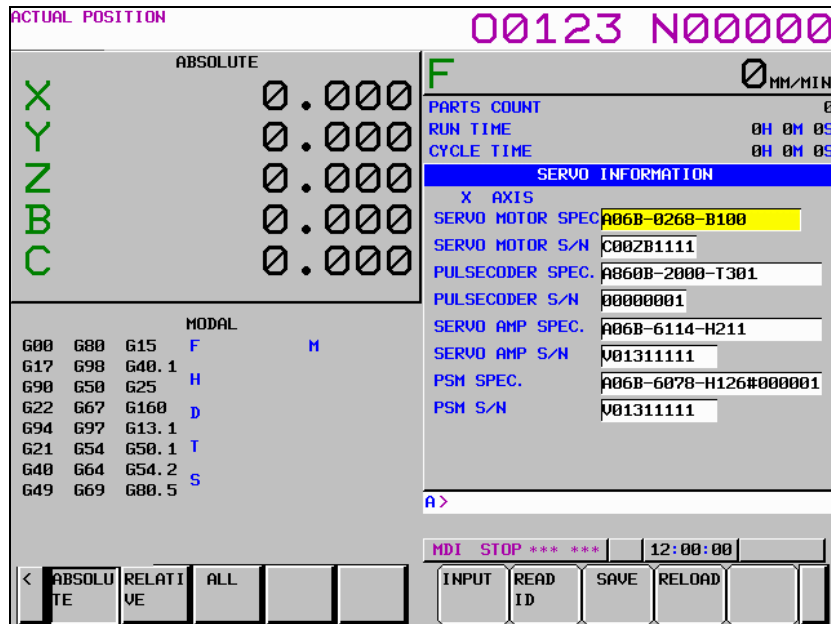 ACTUAL POSITION
O0123 N00000
ABSOLUTE
X 0.000
Y 0.000
Z 0.000
B 0.000
C 0.000
F 0 MM/MIN
PARTS COUNT 0
RUN TIME 0H 0M 0S
CYCLE TIME 0H 0M 0S
SERVO INFORMATION
X AXIS
SERVO MOTOR SPEC A06B-0268-B100
SERVO MOTOR S/N C00ZB1111
PULSECODER SPEC. A860B-2000-T301
PULSECODER S/N 00000001
SERVO AMP SPEC. A06B-6114-H211
SERVO AMP S/N V01311111
PSM SPEC. A06B-6078-H126#000001
PSM S/N V01311111
MODAL
G00 G80 G15 F M
G17 G98 G40.1
G90 G50 G25 H
G22 G67 G160 D
G94 G97 G13.1
G21 G54 G50.1 T
G40 G64 G54.2 S
G49 G69 G80.5
A>
MDI STOP *** *** 12:00:00
< ABSOLUTE RELATIVE ALL
INPUT READ ID SAVE RELOAD